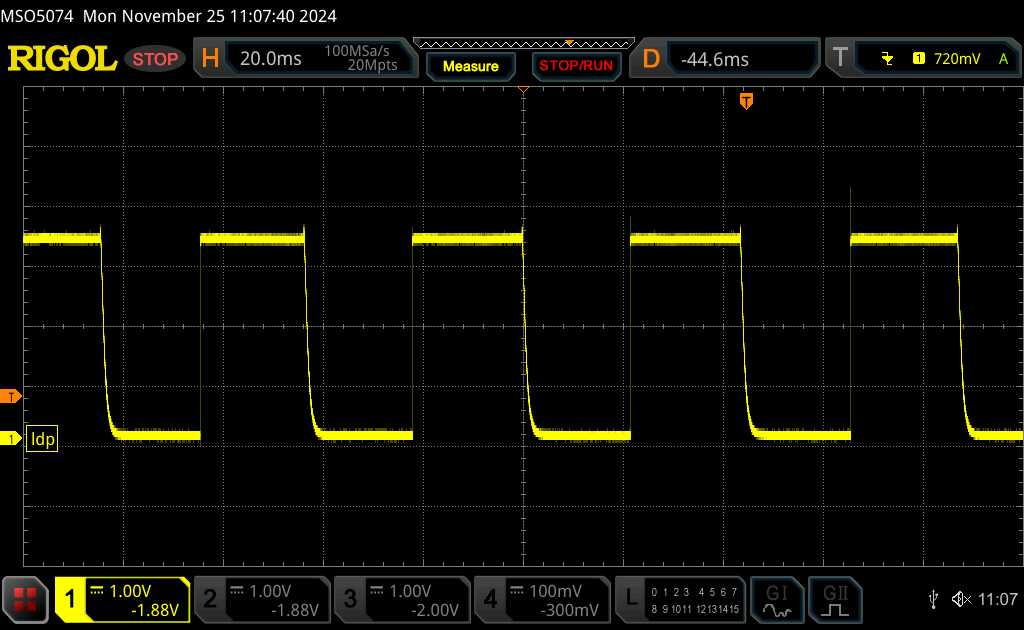 MSO5074 Mon November 25 11:07:40 2024
RIGOL STOP H 20.0ms 100MSa/s 20Mpts Measure STOP/RUN D -44.6ms T 1 720mV A
T
T
1 ldp
1 1.00V -1.88V 2 1.00V -1.88V 3 1.00V -2.00V 4 100mV -300mV L 0 1 2 3 4 5 6 7 8 9 10 11 12 13 14 15 GI GII 11:07